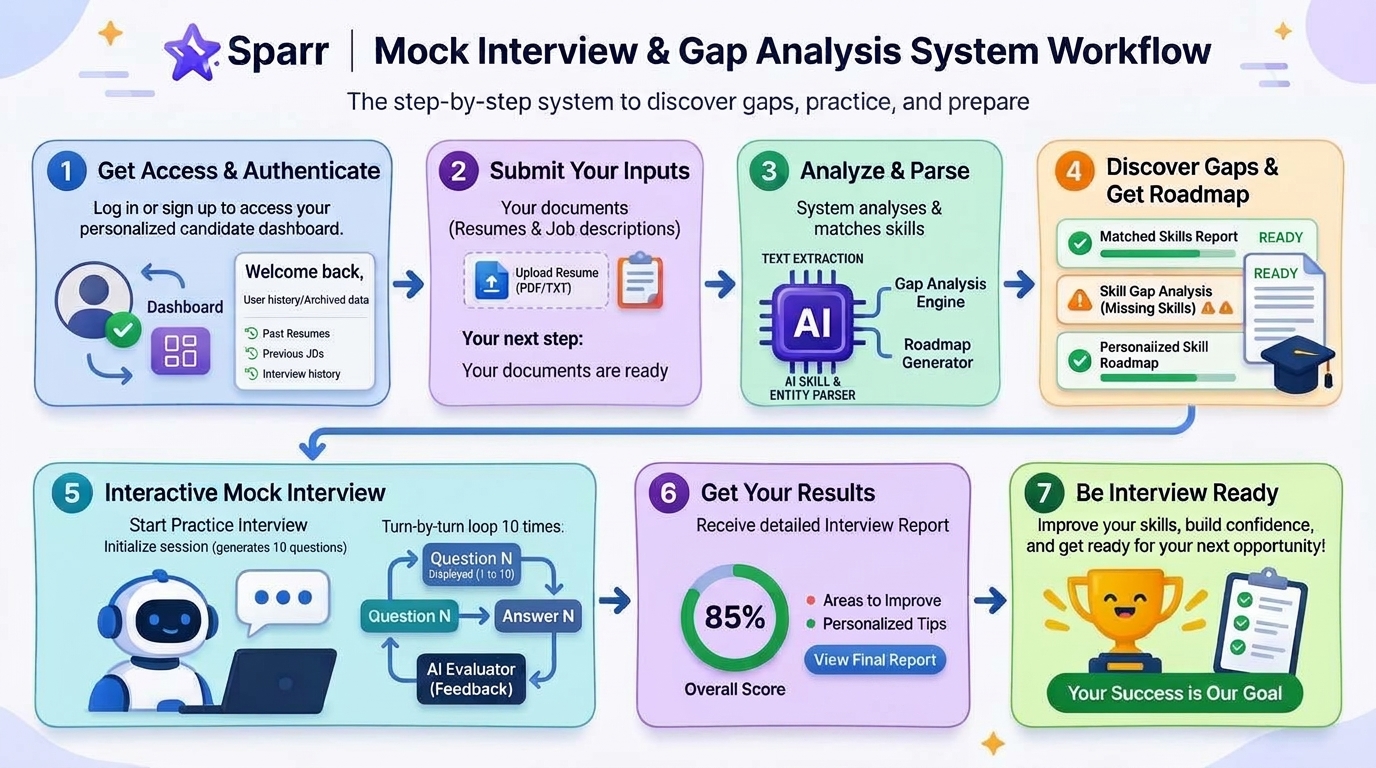 Sparr | Mock Interview & Gap Analysis System Workflow
The step-by-step system to discover gaps, practice, and prepare
1 Get Access & Authenticate
Log in or sign up to access your
personalized candidate dashboard.
Dashboard
Welcome back,
User history/Archived data
Past Resumes
Previous JDs
Interview history
2 Submit Your Inputs
Your documents
(Resumes & Job descriptions)
Upload Resume
(PDF/TXT)
Your next step:
Your documents are ready
3 Analyze & Parse
System analyses &
matches skills
TEXT EXTRACTION
AI
Gap Analysis
Engine
Roadmap
Generator
AI SKILL &
ENTITY PARSER
4 Discover Gaps &
Get Roadmap
Matched Skills Report READY
READY
Skill Gap Analysis
(Missing Skills)
Personaiized Skill
Roadmap
5 Interactive Mock Interview
Start Practice Interview
Initialize session (generates 10 questions)
Turn-by-turn loop 10 times.
Question N
Displayed (1 to 10)
Question N
Answer N
AI Evaluator
(Feedback)
6 Get Your Results
Receive detailed Interview Report
85%
Overall Score
Areas to Improve
Personalized Tips
View Final Report
7 Be Interview Ready
Improve your skills, build confidence,
and get ready for your next opportunity!
Your Success is Our Goal